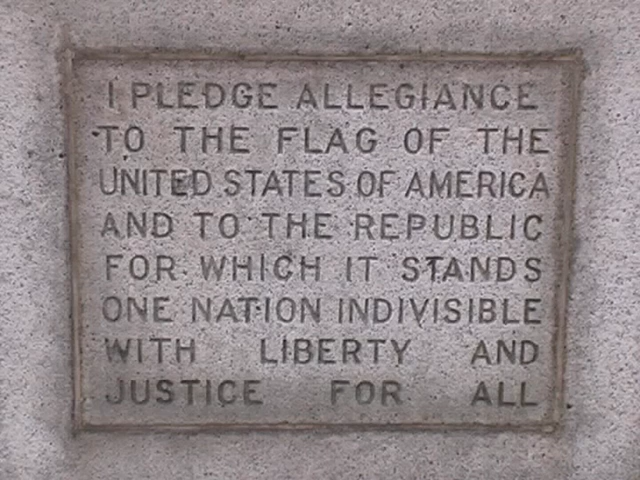 I PLEDGE ALLEGIANCE
TO THE FLAG OF THE
UNITED STATES OF AMERICA
AND TO THE REPUBLIC
FOR WHICH IT STANDS
ONE NATION INDIVISIBLE
WITH LIBERTY AND
JUSTICE FOR ALL